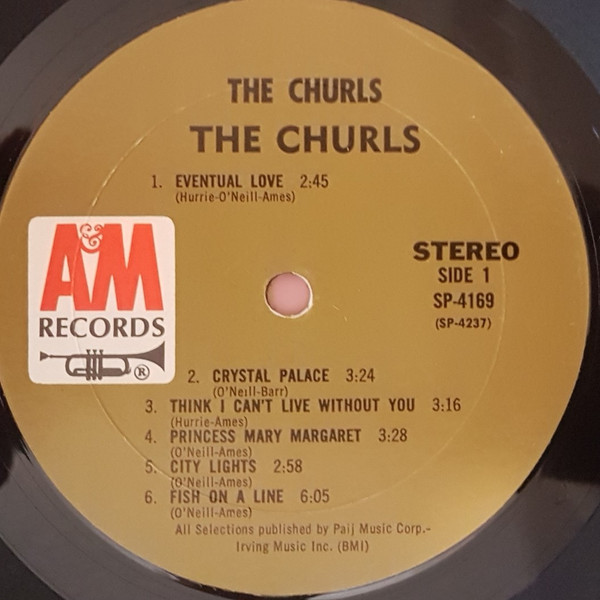 THE CHURLS
THE CHURLS
1. EVENTUAL LOVE 2:45
(Hurrie-O'Neill-Ames)
A&M
RECORDS
®
STEREO
SIDE 1
SP-4169
(SP-4237)
2. CRYSTAL PALACE 3:24
(O'Neill-Barr)
3. THINK I CAN'T LIVE WITHOUT YOU 3:16
(Hurrie-Ames)
4. PRINCESS MARY MARGARET 3:28
(O'Neill-Ames)
5. CITY LIGHTS 2:58
(O'Neill-Ames)
6. FISH ON A LINE 6:05
(O'Neill-Ames)
All Selections published by Paij Music Corp.-
Irving Music Inc. (BMI)